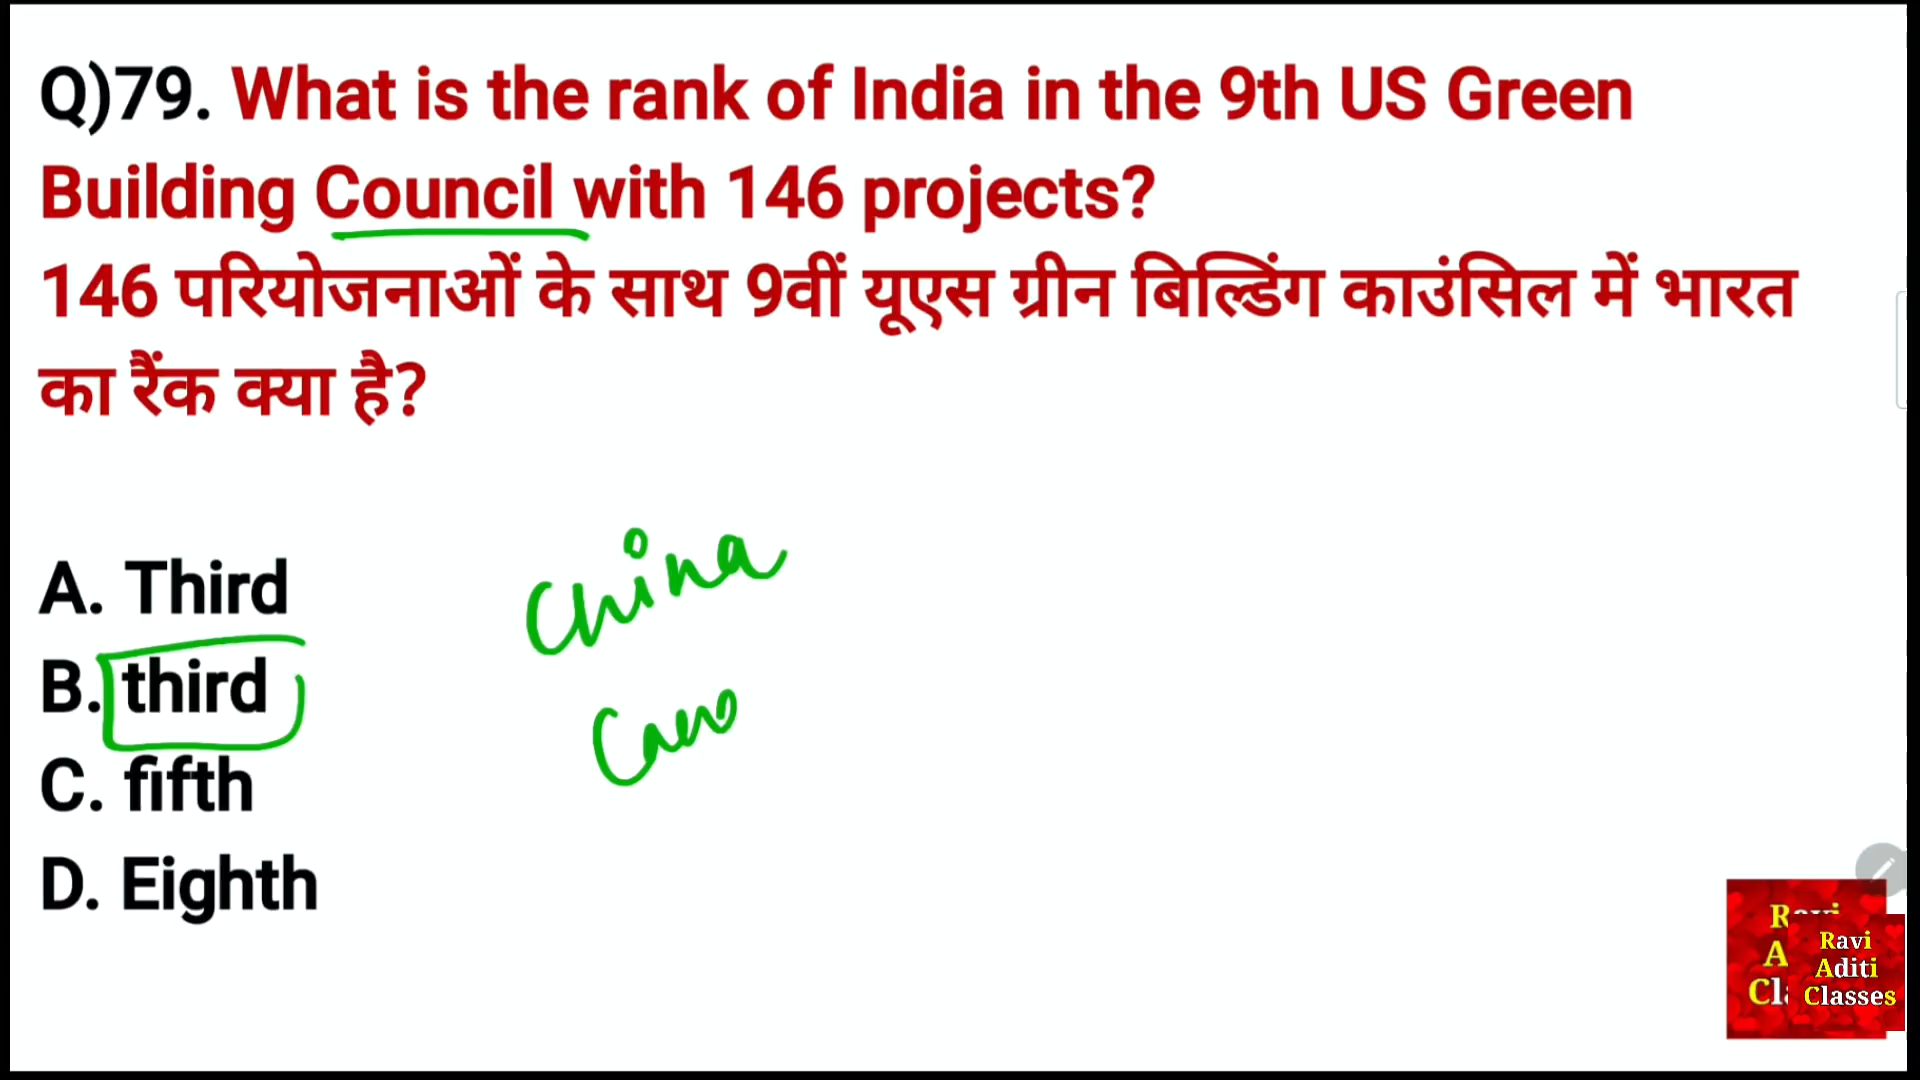 Q)79. What is the rank of India in the 9th US Green
Building Council with 146 projects?
146 परियोजनाओं के साथ 9वीं यूएस ग्रीन बिल्डिंग काउंसिल में भारत
का रैंक क्या है?
A. Third
B. third
C. fifth
D. Eighth
China
Ravi
Aditi
Classes